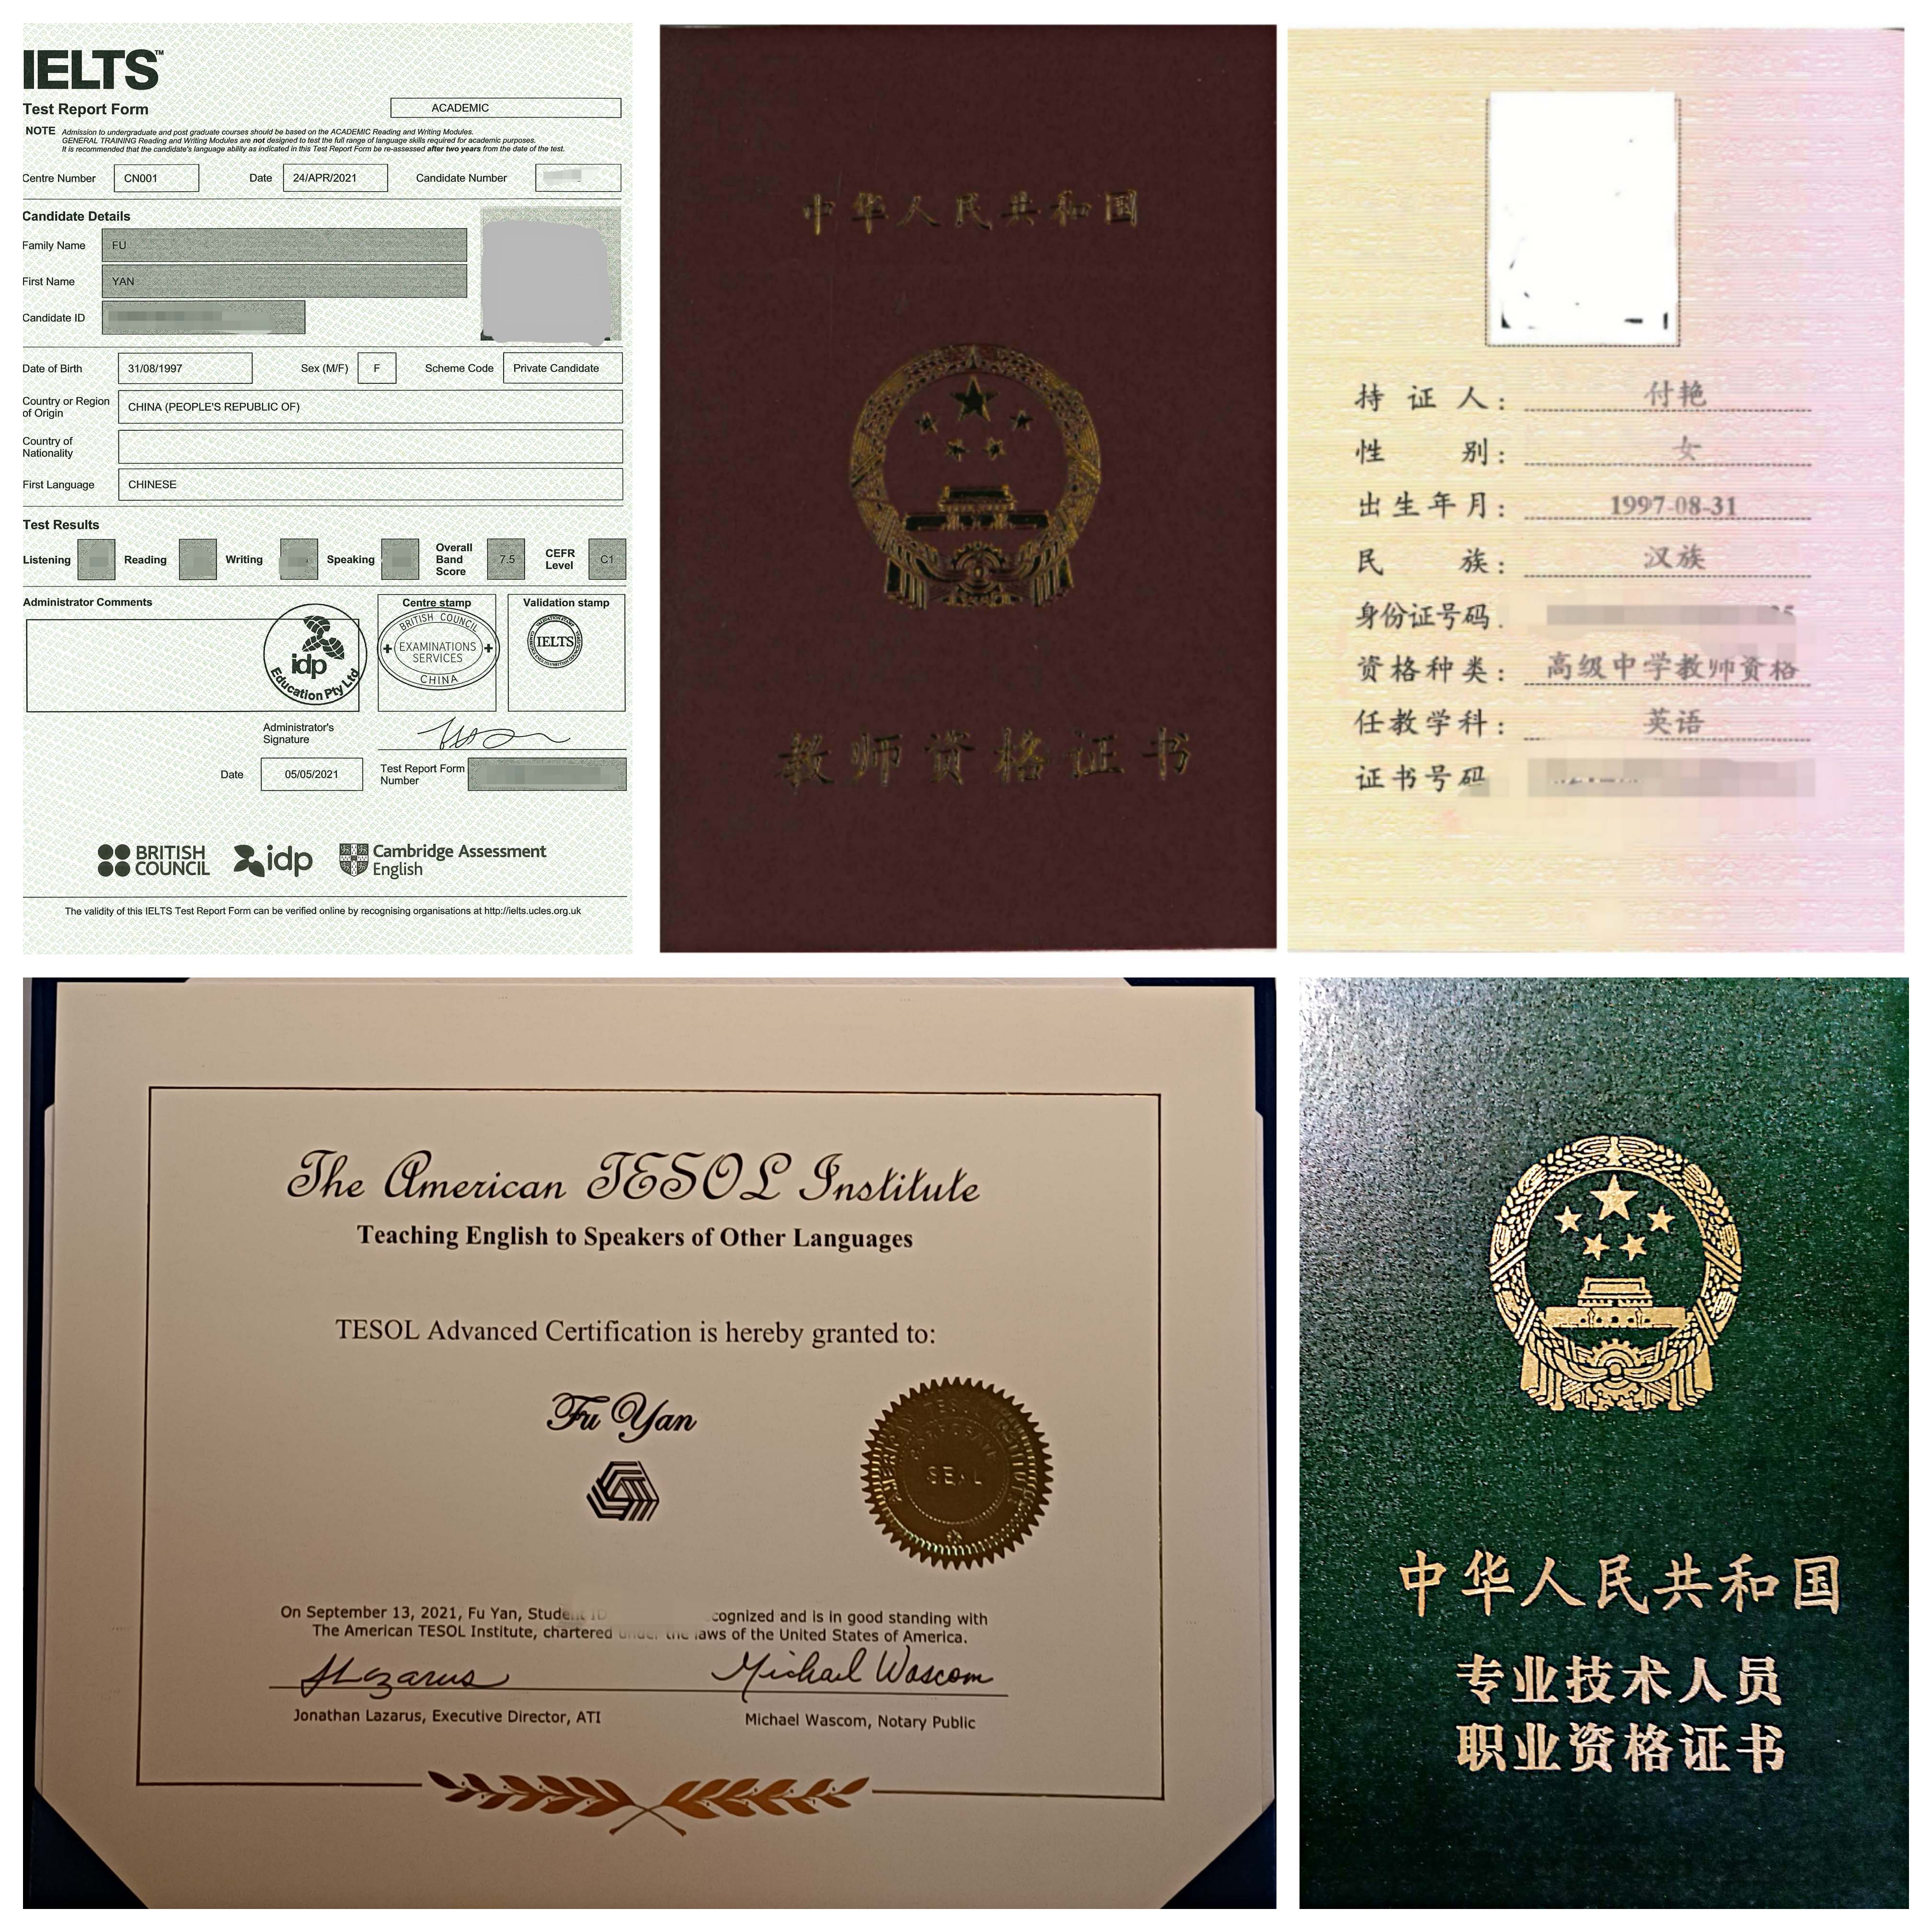 IELTS™
Test Report Form
ACADEMIC
NOTE Admission to undergraduate and post graduate courses should be based on the ACADEMIC Reading and Writing Modules.
GENERAL TRAINING Reading and Writing Modules are not designed to test the full range of language skills required for academic purposes.
It is recommended that the candidate's language ability as indicated in this Test Report Form be re-assessed after two years from the date of the test.
Centre Number CN001 Date 24/APR/2021 Candidate Number
Candidate Details
Family Name FU
First Name YAN
Candidate ID
Date of Birth 31/08/1997 Sex (M/F) F Scheme Code Private Candidate
Country or Region of Origin CHINA (PEOPLE'S REPUBLIC OF)
Country of Nationality
First Language CHINESE
Test Results
Listening Reading Writing Speaking Overall Band Score 7.5 CEFR Level C1
Administrator Comments
idp
Education Pty Ltd
Centre stamp
BRITISH COUNCIL
EXAMINATIONS
SERVICES
CHINA
Validation stamp
IELTS
Administrator's Signature
Date 05/05/2021 Test Report Form Number
BRITISH COUNCIL
idp
Cambridge Assessment English
The validity of this IELTS Test Report Form can be verified online by recognising organisations at http://ielts.ucles.org.uk
中华人民共和国
教师资格证书
持证人：付艳
性别：女
出生年月：1997-08-31
民族：汉族
身份证号码
资格种类：高级中学教师资格
任教学科：英语
证书号码
The American TESOL Institute
Teaching English to Speakers of Other Languages
TESOL Advanced Certification is hereby granted to:
Fu Yan
AMERICAN TESOL INSTITUTE
CORPORATE
SEAL
On September 13, 2021, Fu Yan, Student ID cognized and is in good standing with
The American TESOL Institute, chartered under the laws of the United States of America.
JLazarus
Michael Wascom
Jonathan Lazarus, Executive Director, ATI
Michael Wascom, Notary Public
中华人民共和国
专业技术人员
职业资格证书